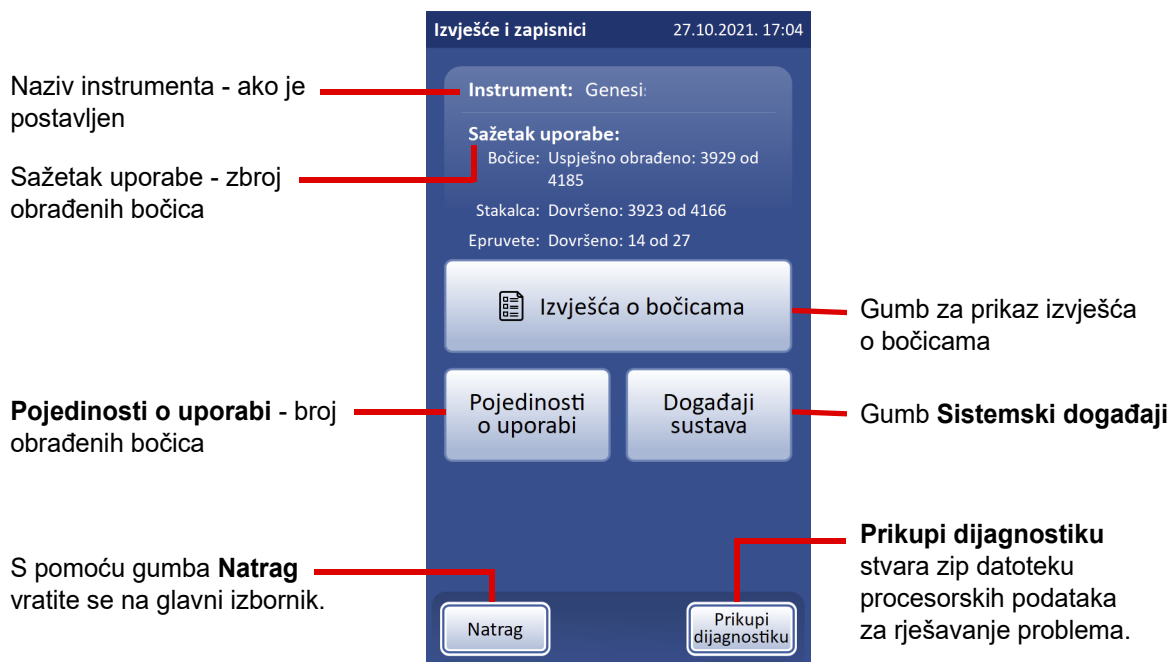 Izvješće i zapisnici 27.10.2021. 17:04
Naziv instrumenta - ako je
postavljen
Instrument: Genesi
Sažetak uporabe - zbroj
obrađenih bočica
Sažetak uporabe:
Bočice: Uspješno obrađeno: 3929 od
4185
Stakalca: Dovršeno: 3923 od 4166
Epruvete: Dovršeno: 14 od 27
Izvješća o bočicama
Gumb za prikaz izvješća
o bočicama
Pojedinosti o uporabi - broj
obrađenih bočica
Pojedinosti
o uporabi
Događaji
sustava
Gumb Sistemski događaji
S pomoću gumba Natrag
vratite se na glavni izbornik.
Natrag
Prikupi
dijagnostiku
Prikupi dijagnostiku
stvara zip datoteku
procesorskih podataka
za rješavanje problema.